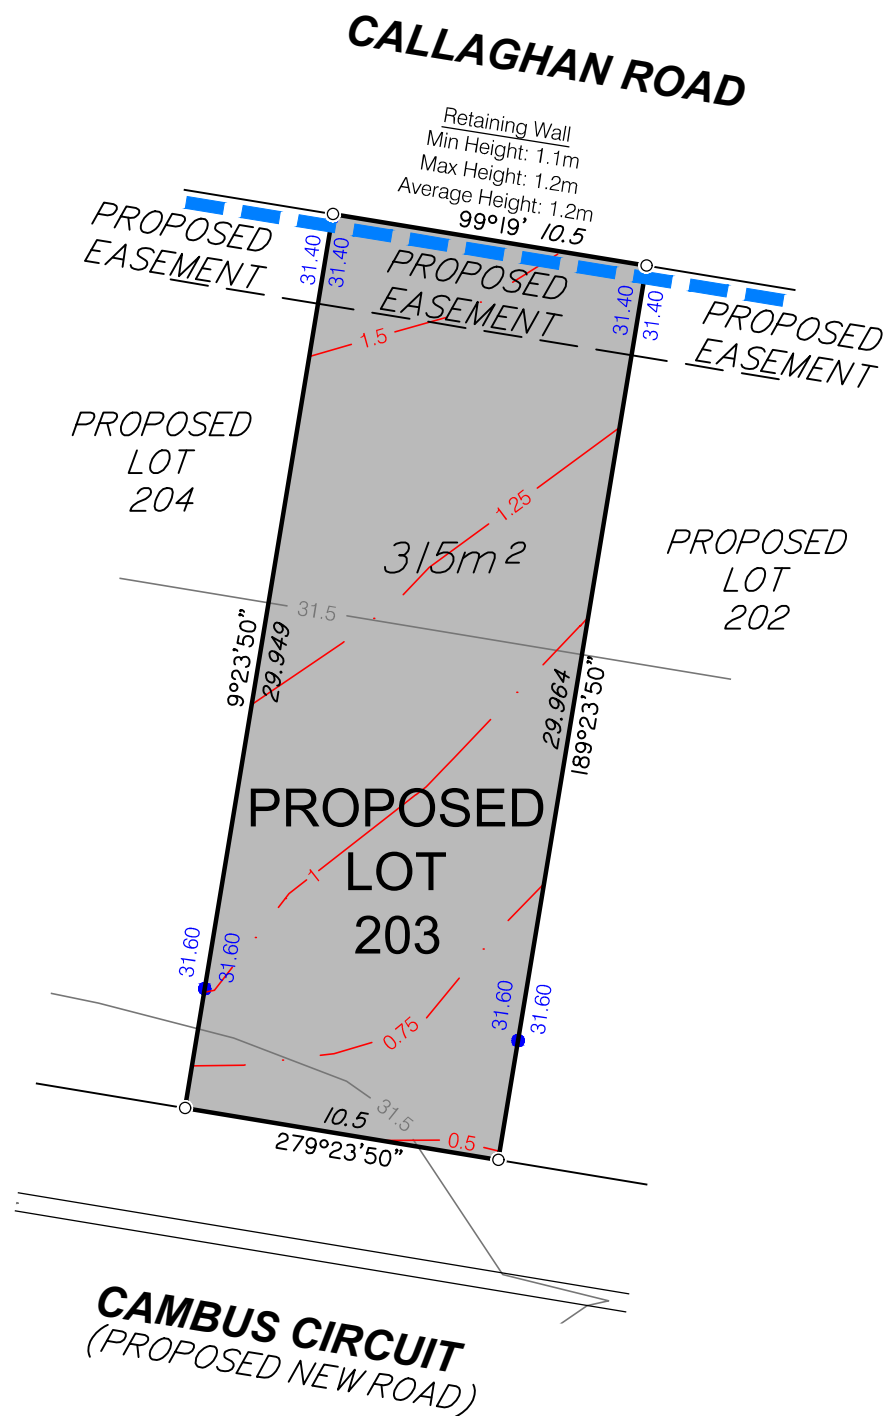 CALLAGHAN ROAD
Retaining Wall
Min Height: 1.1m
Max Height: 1.2m
Average Height: 1.2m
99°19' 10.5
PROPOSED
EASEMENT
31.40
31.40
PROPOSED
EASEMENT
31.40
31.40
PROPOSED
EASEMENT
1.5
PROPOSED
LOT
204
1.25
315m²
PROPOSED
LOT
202
31.5
9°23'50"
29.949
29.964
189°23'50"
PROPOSED
LOT
203
1
31.60
31.60
31.60
31.60
0.75
31.5
10.5
0.5
279°23'50"
CAMBUS CIRCUIT
(PROPOSED NEW ROAD)